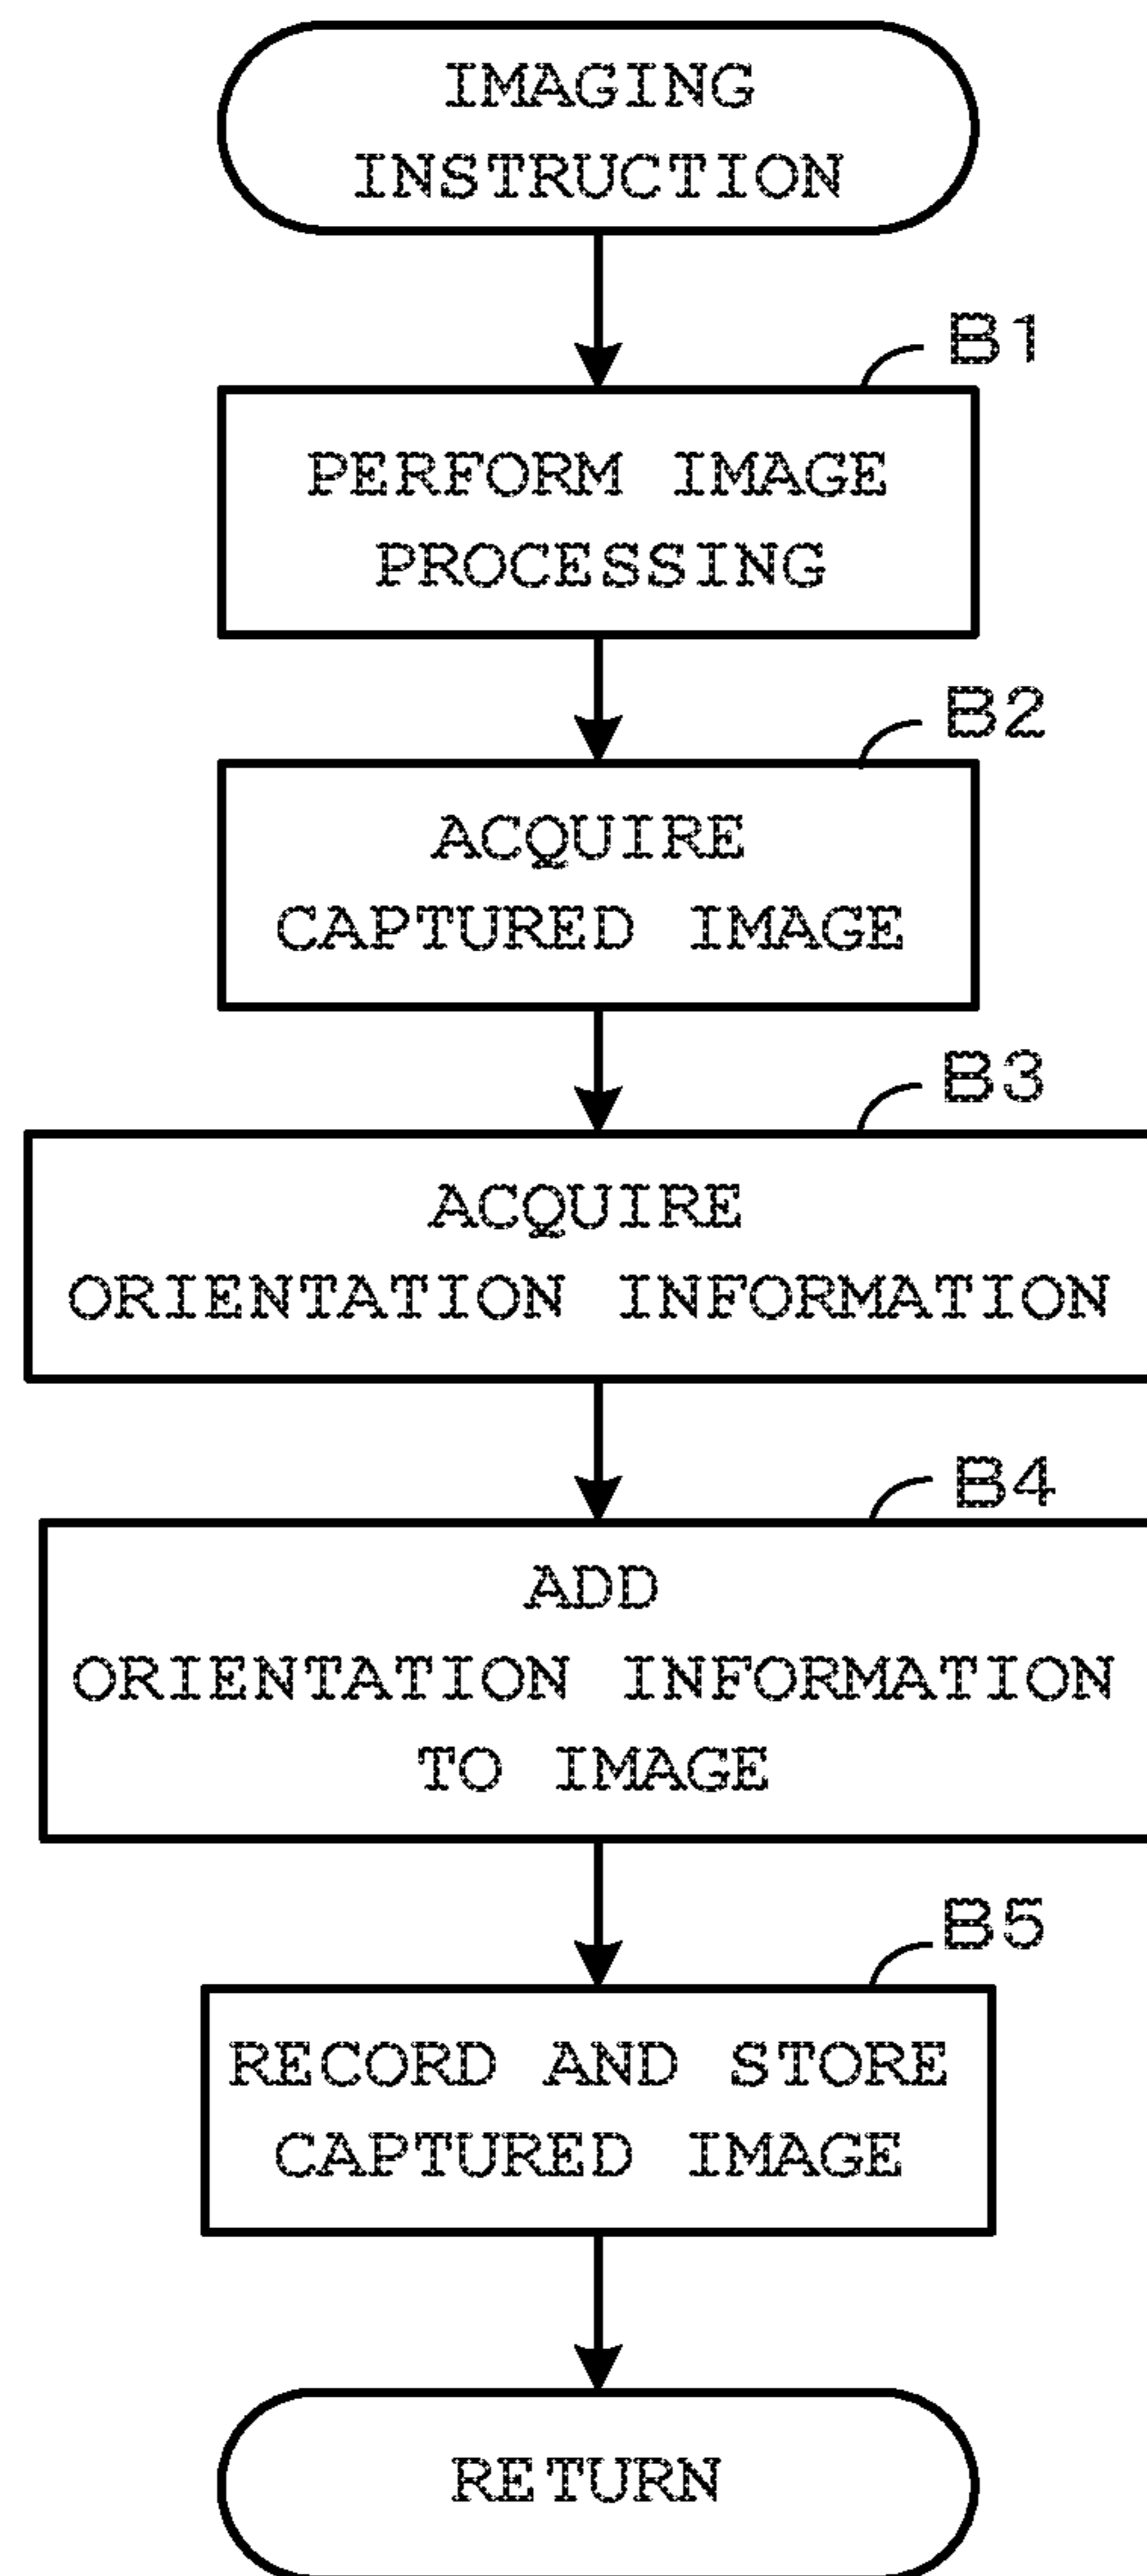 IMAGING
INSTRUCTION
B1
PERFORM IMAGE
PROCESSING
B2
ACQUIRE
CAPTURED IMAGE
B3
ACQUIRE
ORIENTATION INFORMATION
B4
ADD
ORIENTATION INFORMATION
TO IMAGE
B5
RECORD AND STORE
CAPTURED IMAGE
RETURN